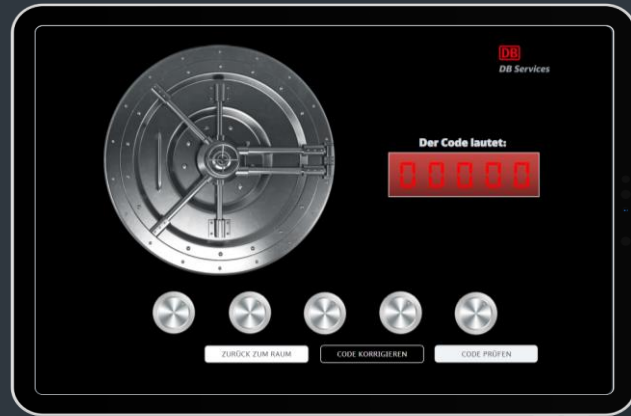 DB
DB Services
Der Code lautet:
00000
ZURÜCK ZUM RAUM
CODE KORRIGIEREN
CODE PRÜFEN